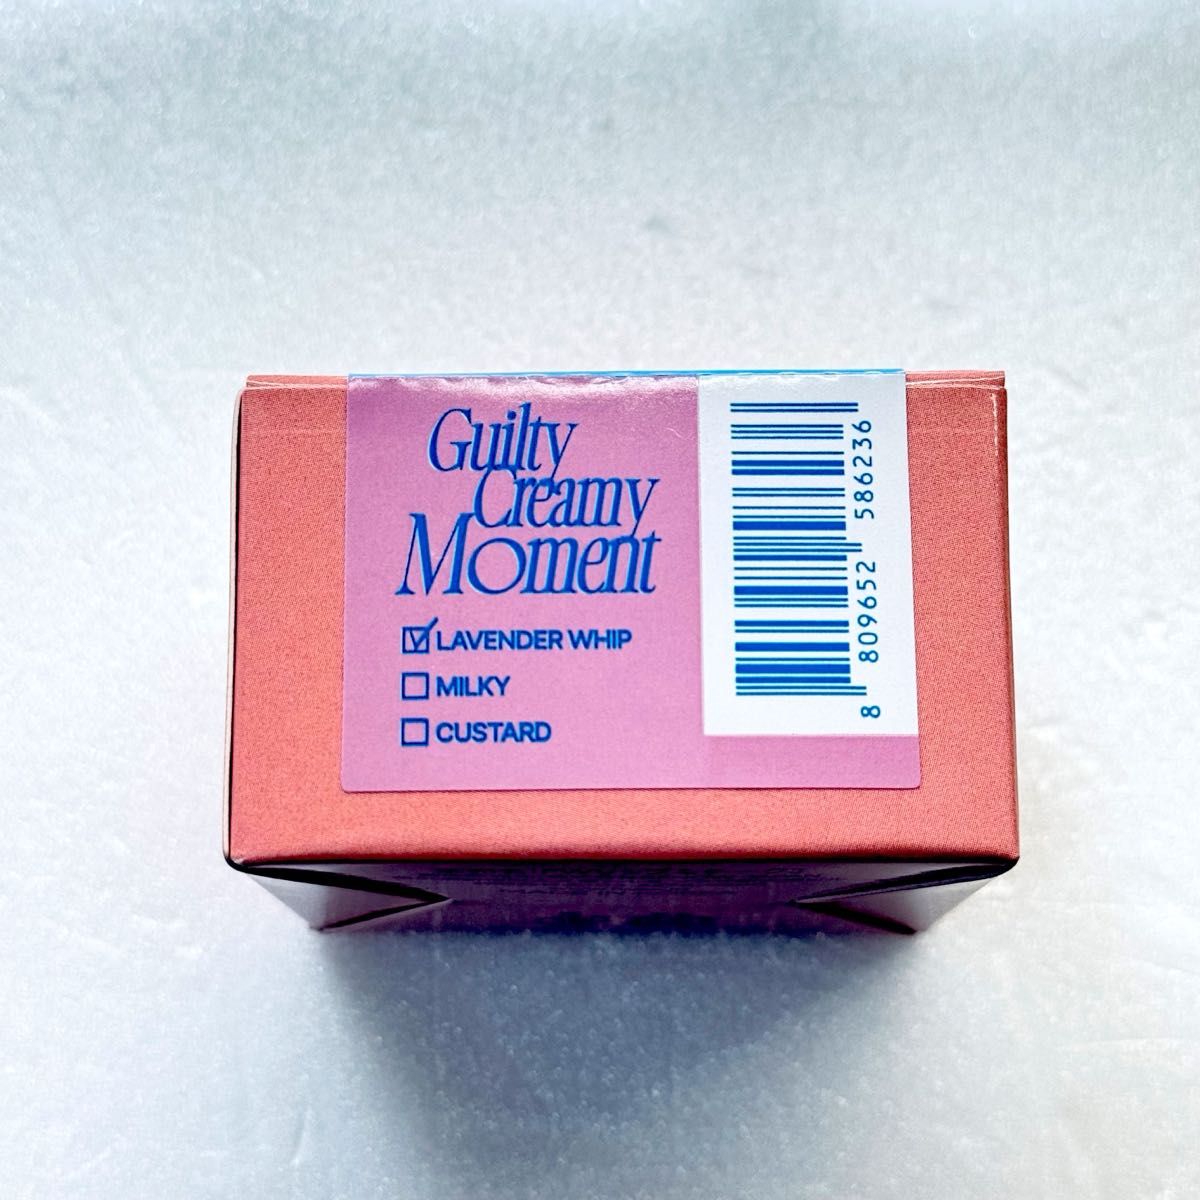 Guilty
Creamy
Moment
LAVENDER WHIP
MILKY
CUSTARD
8 809652 586236